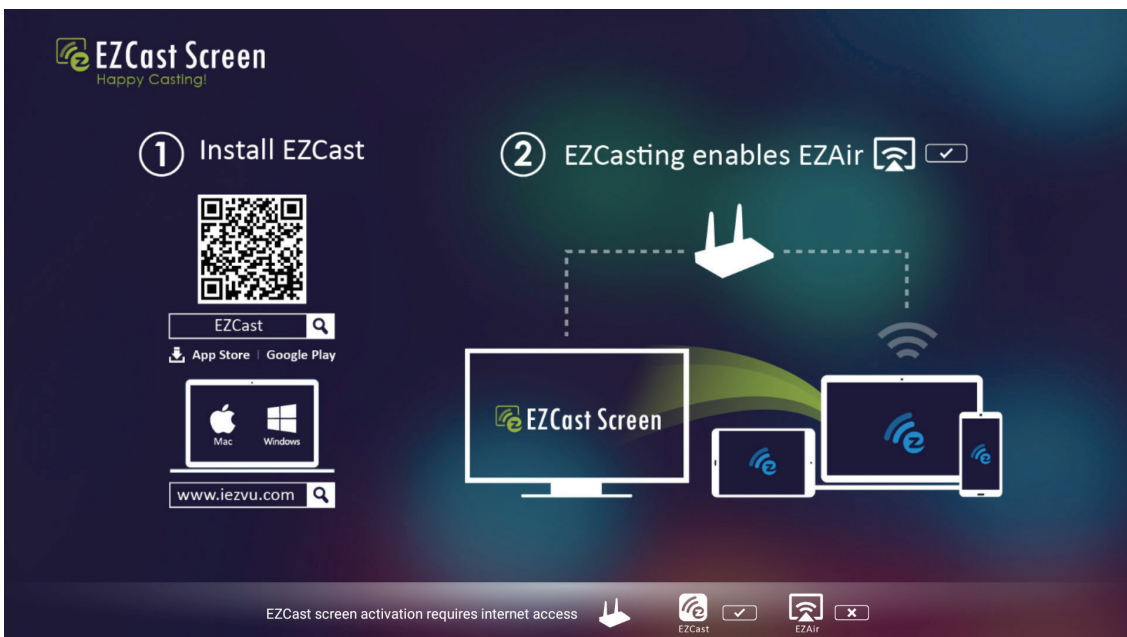 EZCast Screen
Happy Casting!
1 Install EZCast
EZCast
App Store | Google Play
Mac Windows
www.iezvu.com
2 EZCasting enables EZAir
EZCast Screen
EZCast screen activation requires internet access
EZCast
EZAir